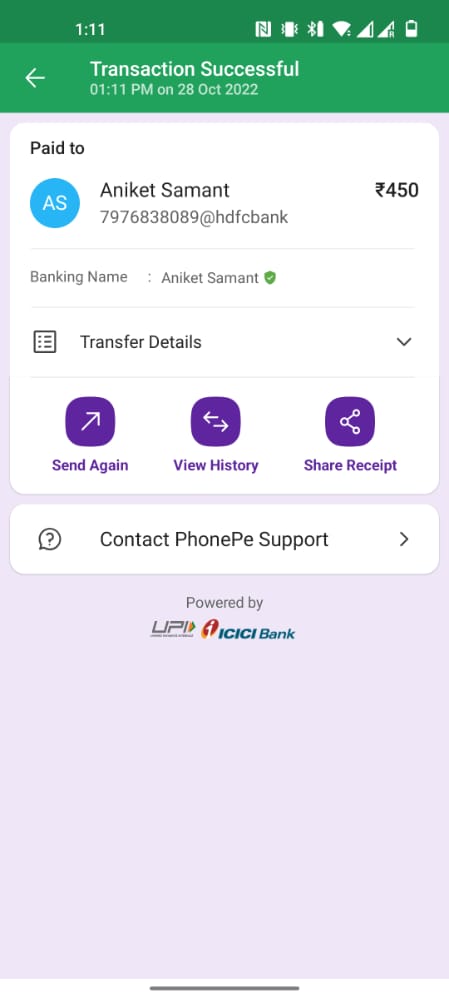 1:11
Transaction Successful
01:11 PM on 28 Oct 2022
Paid to
AS
Aniket Samant
₹450
7976838089@hdfcbank
Banking Name : Aniket Samant
Transfer Details
Send Again
View History
Share Receipt
Contact PhonePe Support
Powered by
UPI ICICI Bank